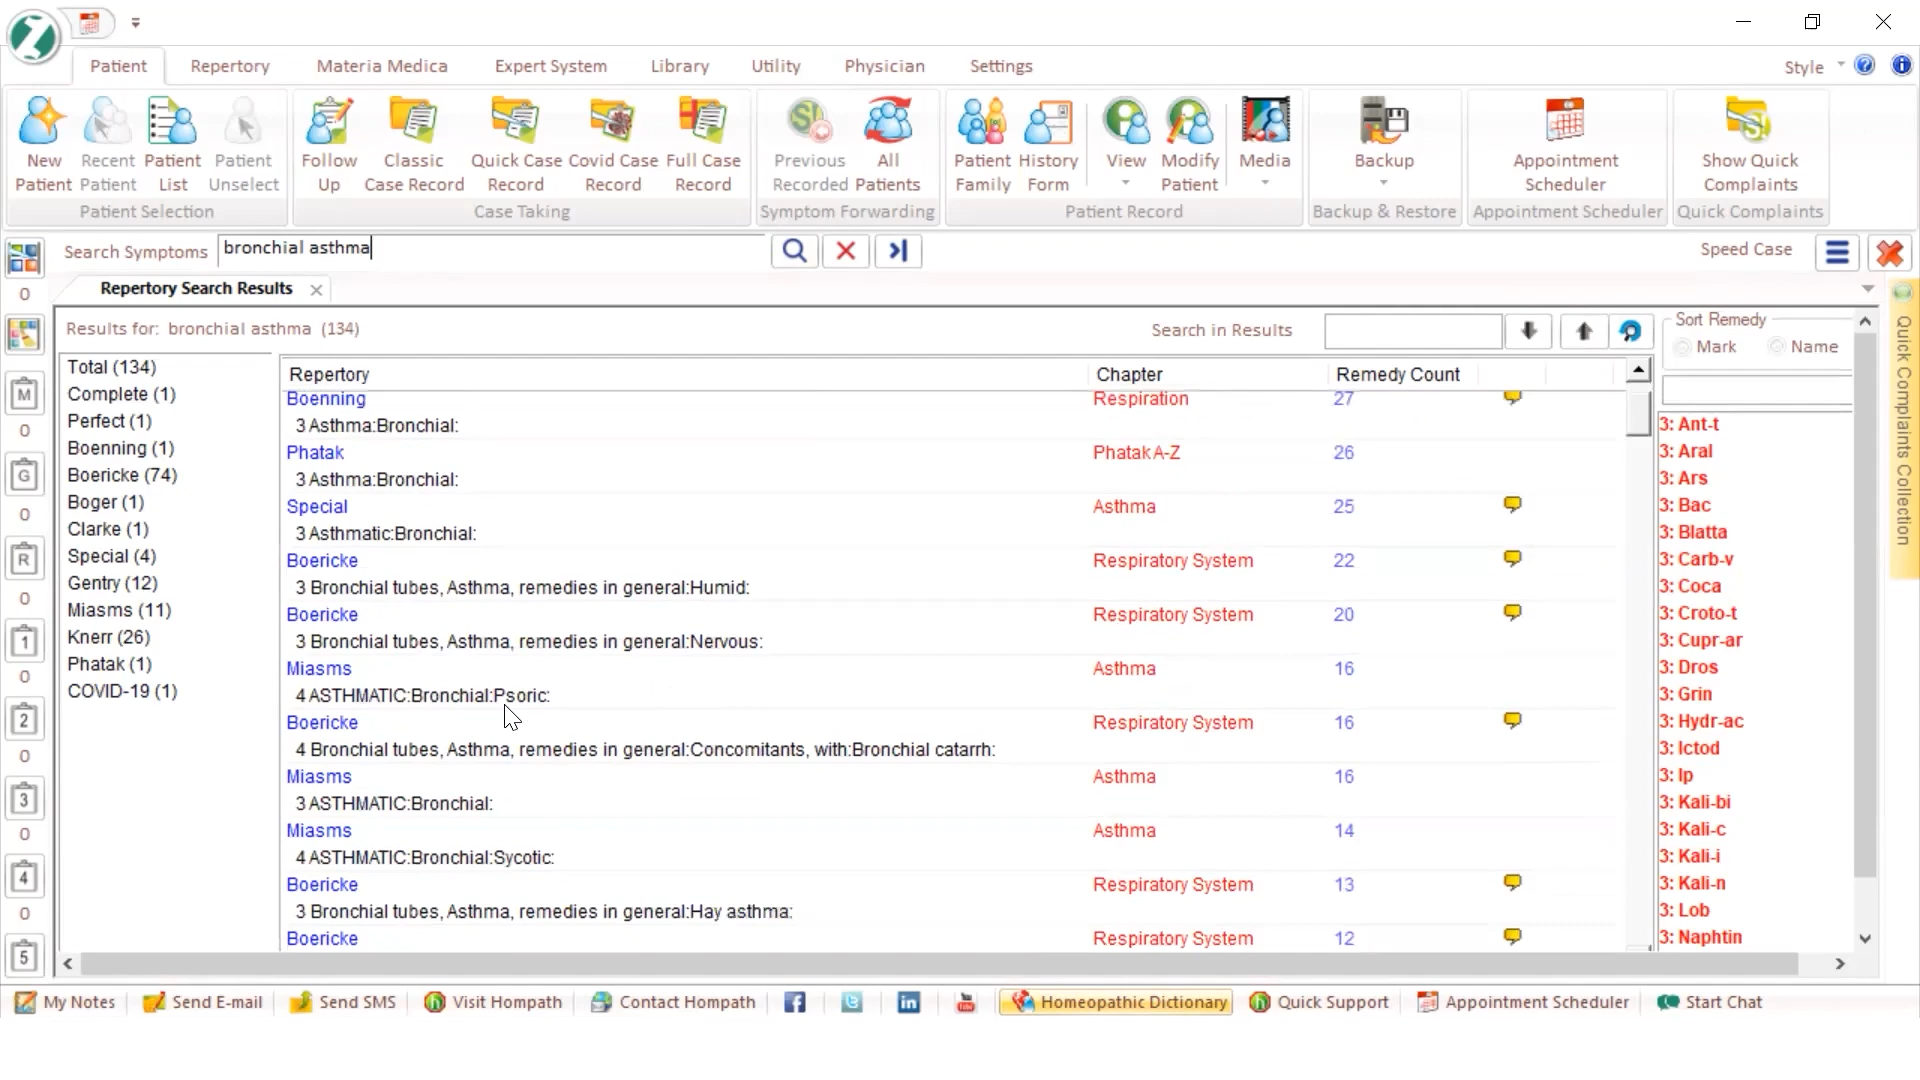 Patient Repertory Materia Medica Expert System Library Utility Physician Settings Style
New Patient
Recent Patient
Patient List
Patient Unselect
Patient Selection
Follow Up
Classic Case Record
Quick Case Record
Covid Case Record
Full Case Record
Case Taking
Previous Recorded
All Patients
Symptom Forwarding
Patient Family
History Form
View
Modify Patient
Media
Patient Record
Backup
Backup & Restore
Appointment Scheduler
Appointment Scheduler
Show Quick Complaints
Quick Complaints
Search Symptoms bronchial asthma Speed Case
0
Repertory Search Results
Results for: bronchial asthma (134) Search in Results
Sort Remedy
Mark Name
Total (134)
Complete (1)
Perfect (1)
Boenning (1)
Boericke (74)
Boger (1)
Clarke (1)
Special (4)
Gentry (12)
Miasms (11)
Knerr (26)
Phatak (1)
COVID-19 (1)
Repertory Chapter Remedy Count
Boenning Respiration 27
3 Asthma:Bronchial:
Phatak Phatak A-Z 26
3 Asthma:Bronchial:
Special Asthma 25
3 Asthmatic:Bronchial:
Boericke Respiratory System 22
3 Bronchial tubes, Asthma, remedies in general:Humid:
Boericke Respiratory System 20
3 Bronchial tubes, Asthma, remedies in general:Nervous:
Miasms Asthma 16
4 ASTHMATIC:Bronchial:Psoric:
Boericke Respiratory System 16
4 Bronchial tubes, Asthma, remedies in general:Concomitants, with:Bronchial catarrh:
Miasms Asthma 16
3 ASTHMATIC:Bronchial:
Miasms Asthma 14
4 ASTHMATIC:Bronchial:Sycotic:
Boericke Respiratory System 13
3 Bronchial tubes, Asthma, remedies in general:Hay asthma:
Boericke Respiratory System 12
3: Ant-t
3: Aral
3: Ars
3: Bac
3: Blatta
3: Carb-v
3: Coca
3: Croto-t
3: Cupr-ar
3: Dros
3: Grin
3: Hydr-ac
3: Ictod
3: Ip
3: Kali-bi
3: Kali-c
3: Kali-i
3: Kali-n
3: Lob
3: Naphtin
Quick Complaints Collection
M
0
G
0
R
0
1
0
2
0
3
0
4
0
5
My Notes Send E-mail Send SMS Visit Hompath Contact Hompath Homeopathic Dictionary Quick Support Appointment Scheduler Start Chat